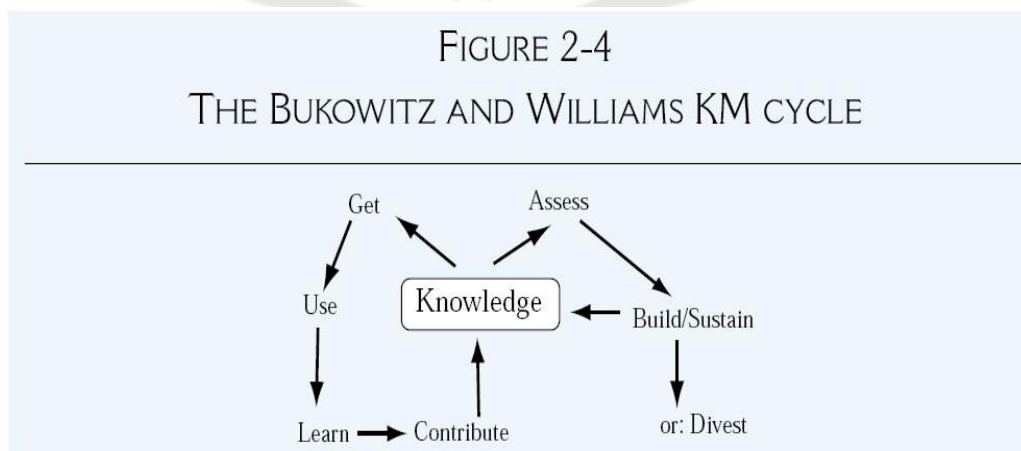 FIGURE 2-4
THE BUKOWITZ AND WILLIAMS KM CYCLE
Get
Assess
Use
Knowledge
Build/Sustain
Learn
Contribute
or: Divest